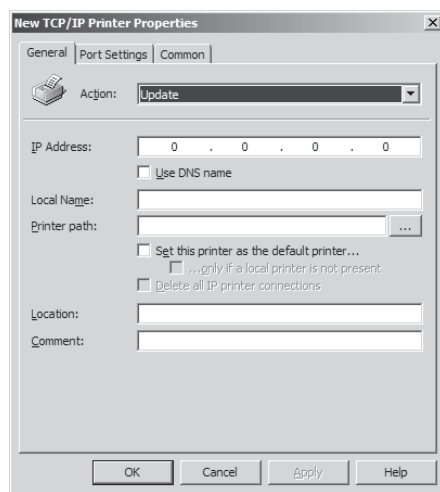 New TCP/IP Printer Properties
General Port Settings Common
Action: Update
IP Address: 0 . 0 . 0 . 0
Use DNS name
Local Name:
Printer path: ...
Set this printer as the default printer...
...only if a local printer is not present
Delete all IP printer connections
Location:
Comment:
OK Cancel Apply Help